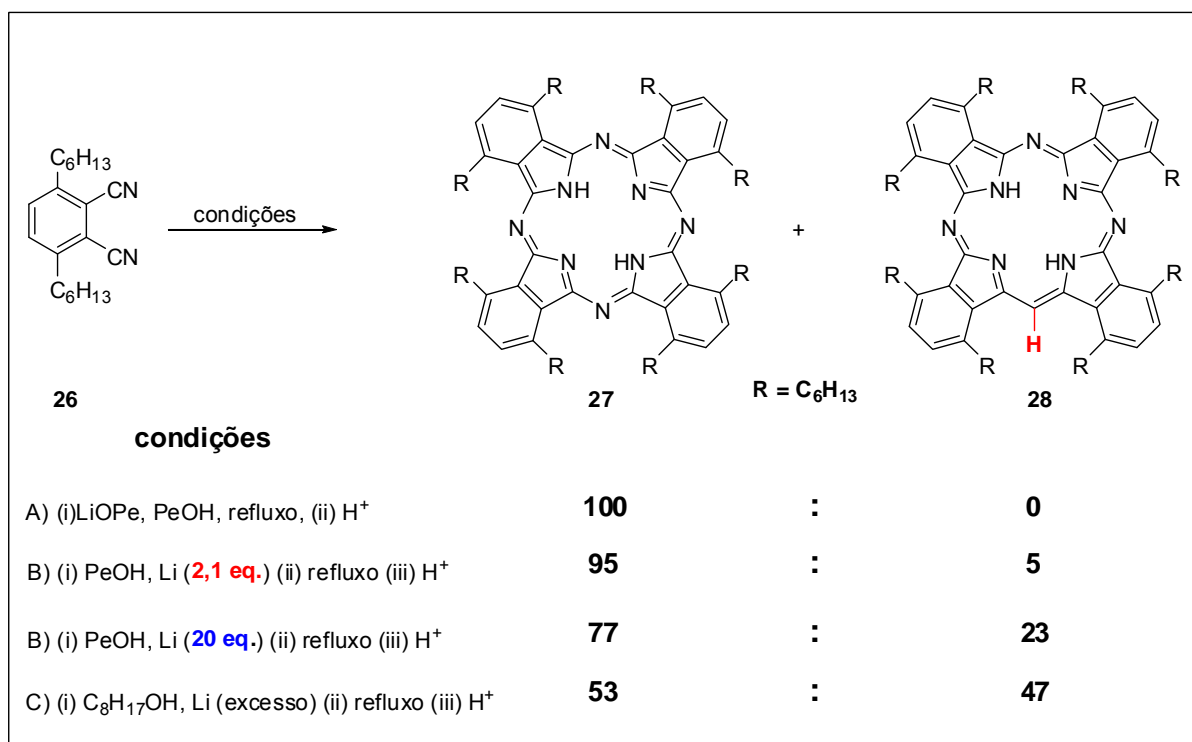 R R R R
C6H13
CN
CN
C6H13
condições
N
NH N
N N
N HN
N
R R R R
+
N
NH N
N N
N HN
H
R R R R
26
27
R = C6H13
28
condições
A) (i)LiOPe, PeOH, refluxo, (ii) H+ 100 : 0
B) (i) PeOH, Li (2,1 eq.) (ii) refluxo (iii) H+ 95 : 5
B) (i) PeOH, Li (20 eq.) (ii) refluxo (iii) H+ 77 : 23
C) (i) C8H17OH, Li (excesso) (ii) refluxo (iii) H+ 53 : 47